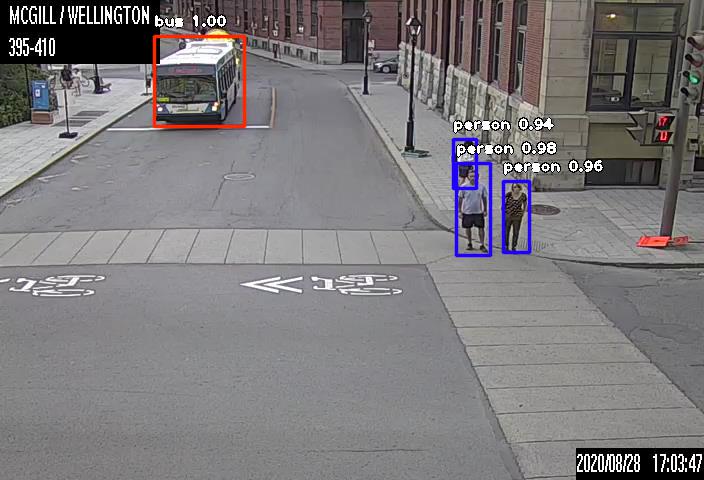 MCGILL / WELLINGTON
395-410
bus 1.00
person 0.94
person 0.98
person 0.96
2020/08/28 17:03:47